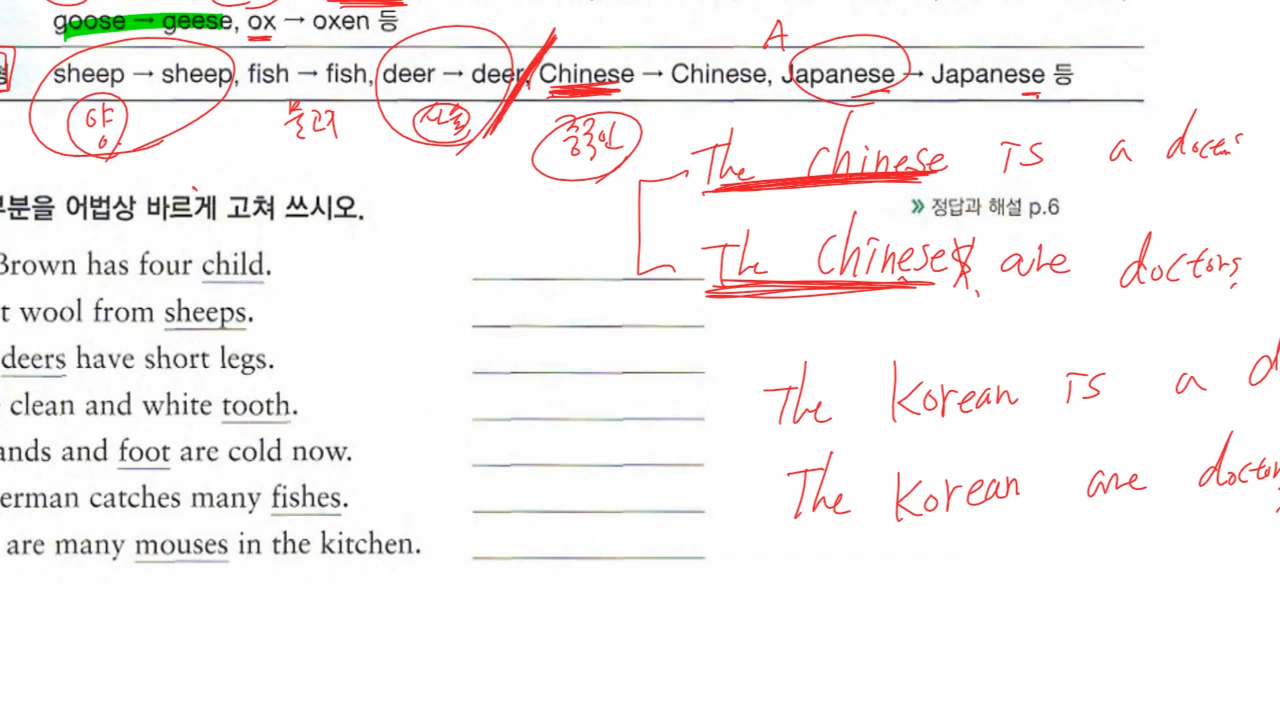 goose → geese, ox → oxen 등
A
sheep → sheep, fish → fish, deer → deer, Chinese → Chinese, Japanese → Japanese 등
양 물고기 사슴 중국인
The chinese is a doctor
부분을 어법상 바르게 고쳐 쓰시오.
» 정답과 해설 p.6
The chinese are doctors
Brown has four child.
t wool from sheeps.
deers have short legs.
The korean is a d
clean and white tooth.
ands and foot are cold now.
The korean are doctors
erman catches many fishes.
are many mouses in the kitchen.